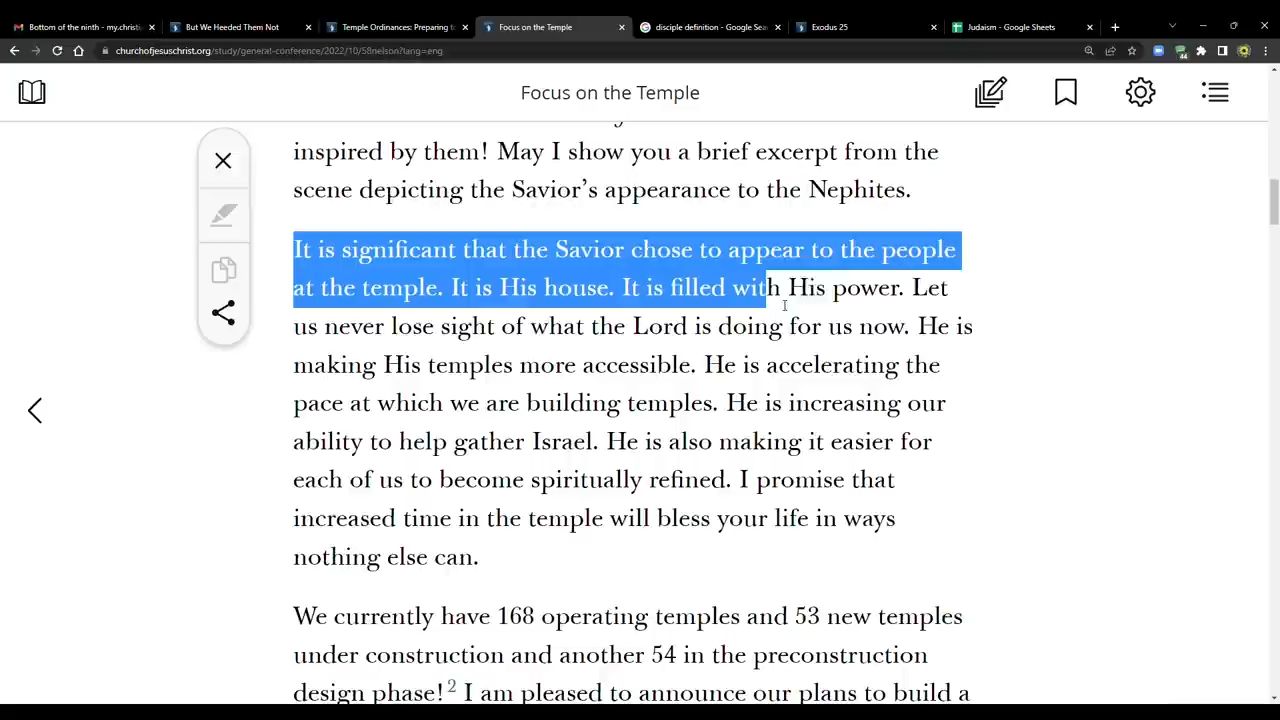 Bottom of the ninth - my.christi
But We Heeded Them Not
Temple Ordinances: Preparing to
Focus on the Temple
disciple definition - Google Sea
Exodus 25
Judaism - Google Sheets
churchofjesuschrist.org/study/general-conference/2022/10/58nelson?lang=eng
44
Focus on the Temple
inspired by them! May I show you a brief excerpt from the
scene depicting the Savior’s appearance to the Nephites.
It is significant that the Savior chose to appear to the people
at the temple. It is His house. It is filled with His power. Let
us never lose sight of what the Lord is doing for us now. He is
making His temples more accessible. He is accelerating the
pace at which we are building temples. He is increasing our
ability to help gather Israel. He is also making it easier for
each of us to become spiritually refined. I promise that
increased time in the temple will bless your life in ways
nothing else can.
We currently have 168 operating temples and 53 new temples
under construction and another 54 in the preconstruction
design phase!2 I am pleased to announce our plans to build a